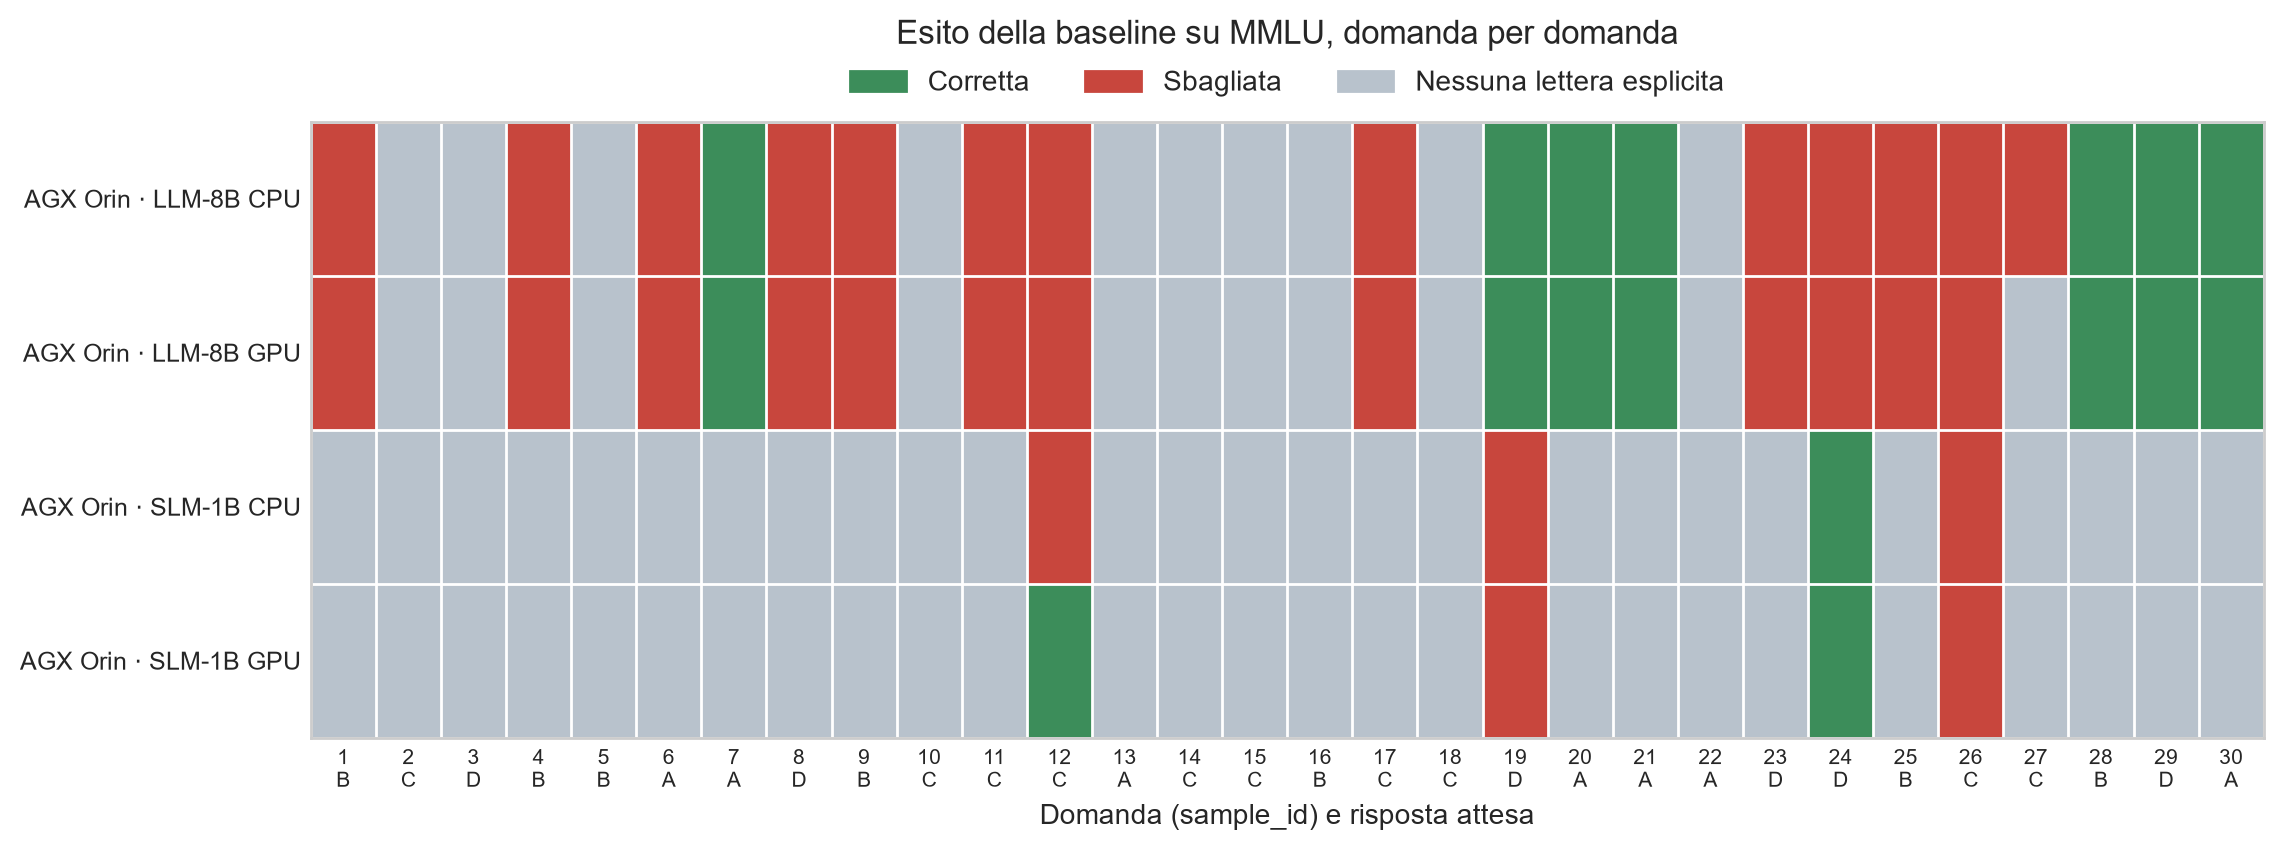 Esito della baseline su MMLU, domanda per domanda
Corretta Sbagliata Nessuna lettera esplicita
AGX Orin · LLM-8B CPU
AGX Orin · LLM-8B GPU
AGX Orin · SLM-1B CPU
AGX Orin · SLM-1B GPU
1 2 3 4 5 6 7 8 9 10 11 12 13 14 15 16 17 18 19 20 21 22 23 24 25 26 27 28 29 30
B C D B B A A D B C C C A C C B C C D A A A D D B C C B D A
Domanda (sample_id) e risposta attesa